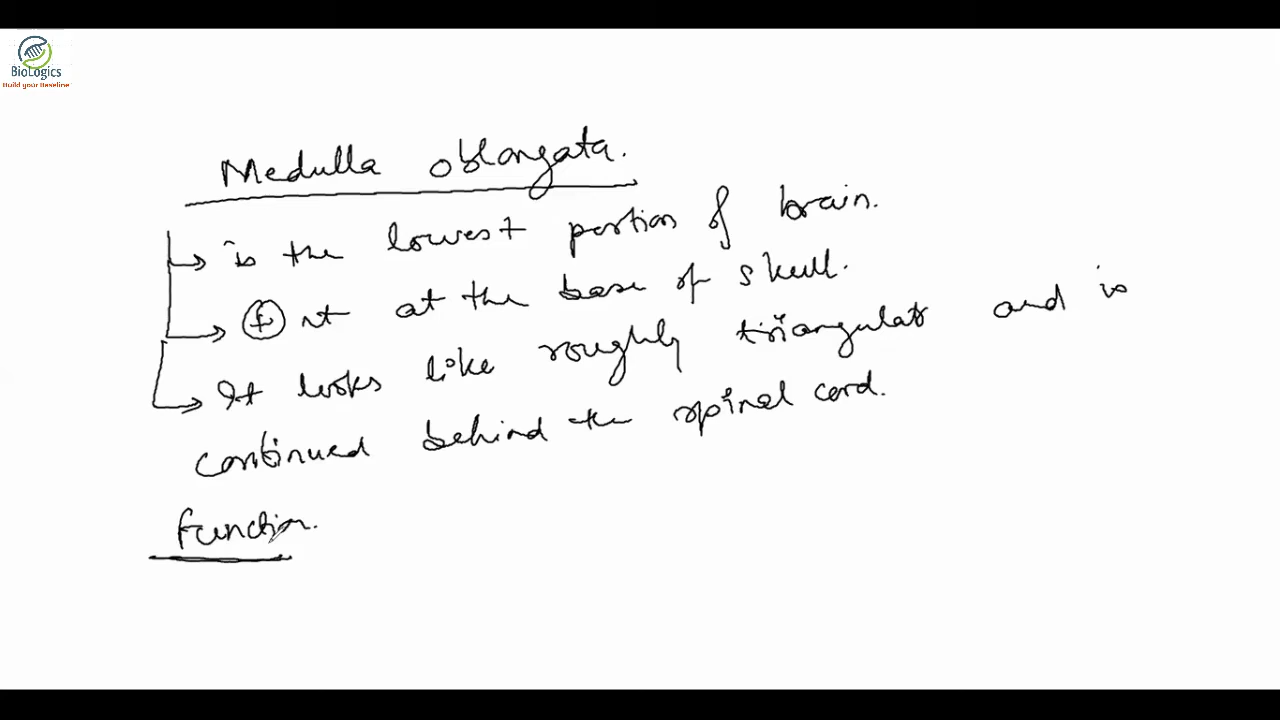 BioLogics
Build your Baseline
Medulla oblongata.
is the lowest portion of brain.
nt at the base of skull.
It looks like roughly triangular and is
continued behind the spinal cord.
Function.